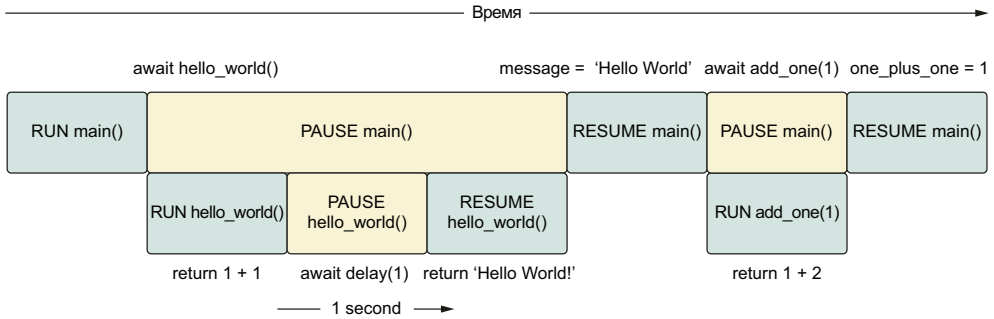 Время
await hello_world()
message = ‘Hello World’
await add_one(1)
one_plus_one = 1
RUN main()
PAUSE main()
RESUME main()
PAUSE main()
RESUME main()
RUN hello_world()
PAUSE
hello_world()
RESUME
hello_world()
RUN add_one(1)
return 1 + 1
await delay(1)
return ‘Hello World!’
return 1 + 2
1 second